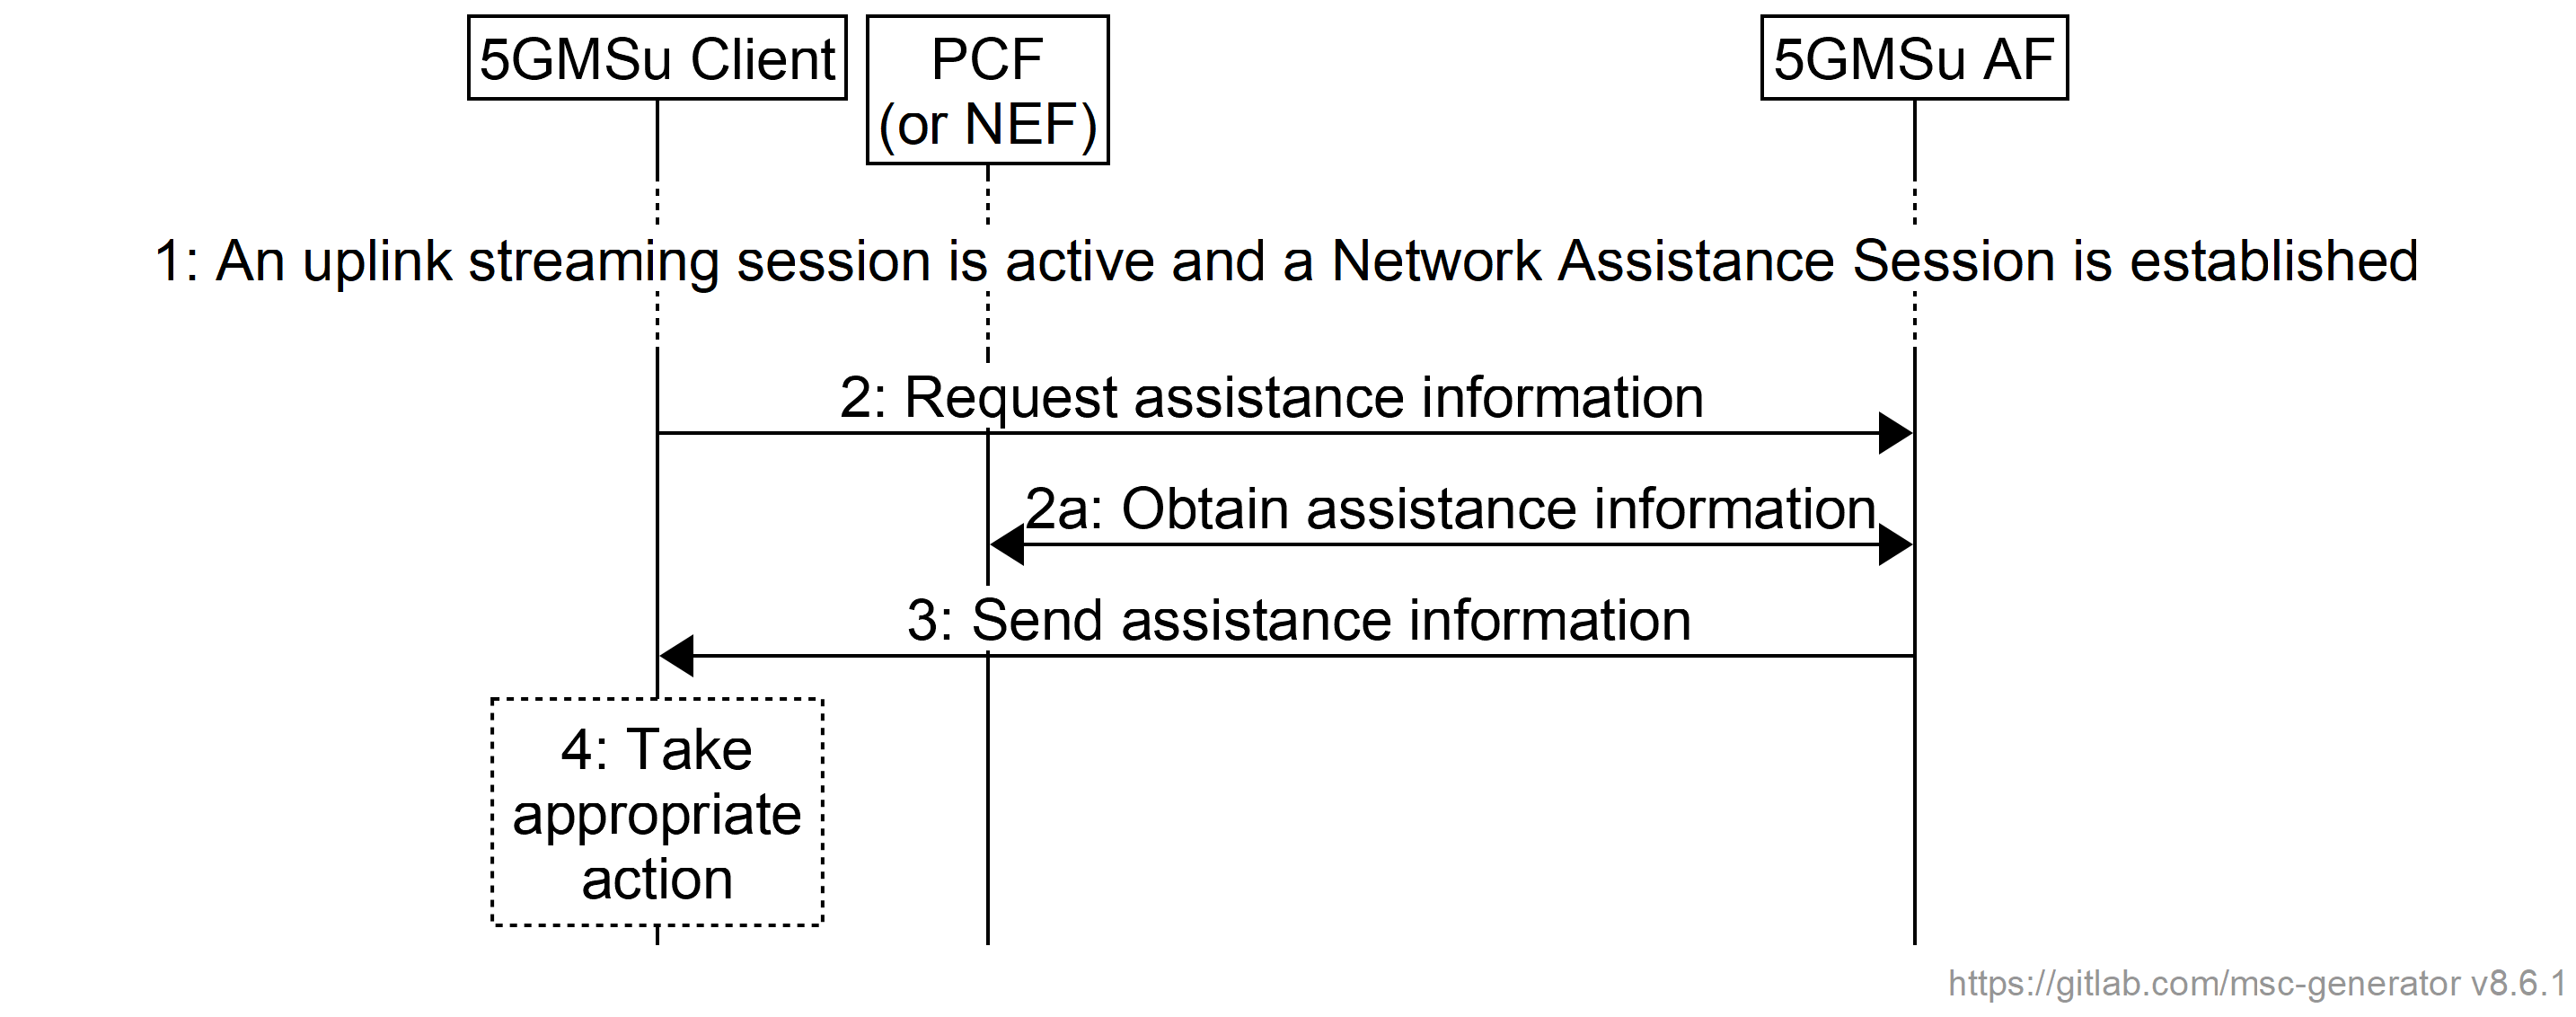 5GMSu Client
PCF
(or NEF)
5GMSu AF
1: An uplink streaming session is active and a Network Assistance Session is established
2: Request assistance information
2a: Obtain assistance information
3: Send assistance information
4: Take
appropriate
action
https://gitlab.com/msc-generator v8.6.1